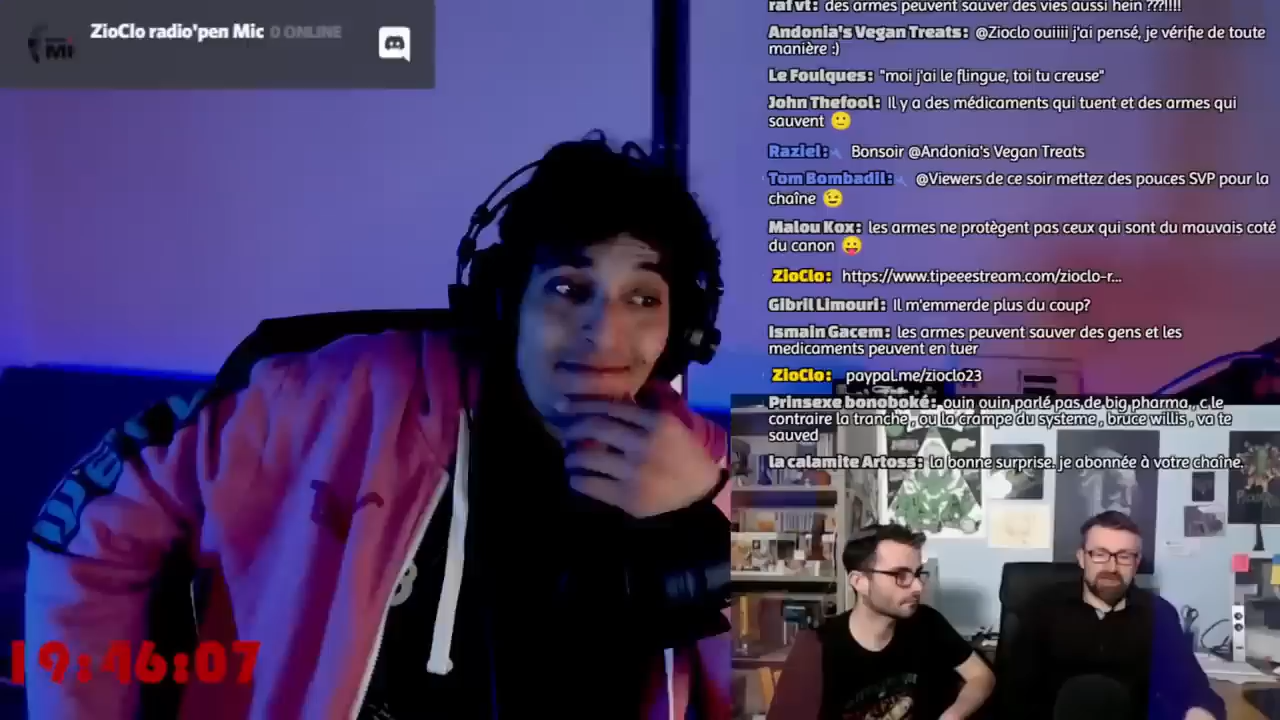 ZioClo radio'pen Mic 0 ONLINE
MI
raf vt: des armes peuvent sauver des vies aussi hein ???!!!!
Andonia's Vegan Treats: @Zioclo ouiiii j'ai pensé, je vérifie de toute
manière :)
Le Foulques: "moi j'ai le flingue, toi tu creuse"
John Thefool: Il y a des médicaments qui tuent et des armes qui
sauvent 🙂
Raziel: Bonsoir @Andonia's Vegan Treats
Tom Bombadil: @Viewers de ce soir mettez des pouces SVP pour la
chaîne 😉
Malou Kox: les armes ne protègent pas ceux qui sont du mauvais coté
du canon 😛
ZioClo: https://www.tipeeestream.com/zioclo-r...
Gibril Limouri: Il m'emmerde plus du coup?
Ismain Gacem: les armes peuvent sauver des gens et les
medicaments peuvent en tuer
ZioClo: paypal.me/zioclo23
Prinsexe bonoboké: ouin ouin parlé pas de big pharma , c le
contraire la tranche , ou la crampe du systeme , bruce willis , va te
sauved
la calamite Artoss: la bonne surprise. je abonnée à votre chaîne.
19:46:07